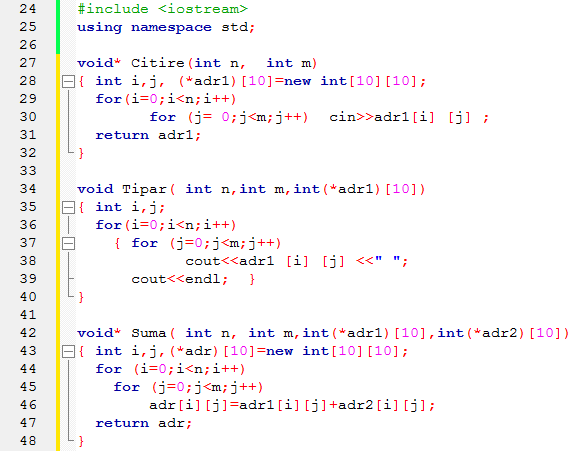 24 #include <iostream>
25 using namespace std;
26
27 void* Citire(int n,  int m)
28 { int i,j, (*adr1)[10]=new int[10][10];
29   for(i=0;i<n;i++)
30         for (j= 0;j<m;j++)  cin>>adr1[i] [j] ;
31   return adr1;
32 }
33
34 void Tipar( int n,int m,int(*adr1)[10])
35 { int i,j;
36   for(i=0;i<n;i++)
37     { for (j=0;j<m;j++)
38             cout<<adr1 [i] [j] <<" ";
39       cout<<endl;  }
40 }
41
42 void* Suma( int n, int m,int(*adr1)[10],int(*adr2)[10])
43 { int i,j,(*adr)[10]=new int[10][10];
44   for (i=0;i<n;i++)
45     for (j=0;j<m;j++)
46         adr[i][j]=adr1[i][j]+adr2[i][j];
47   return adr;
48 }